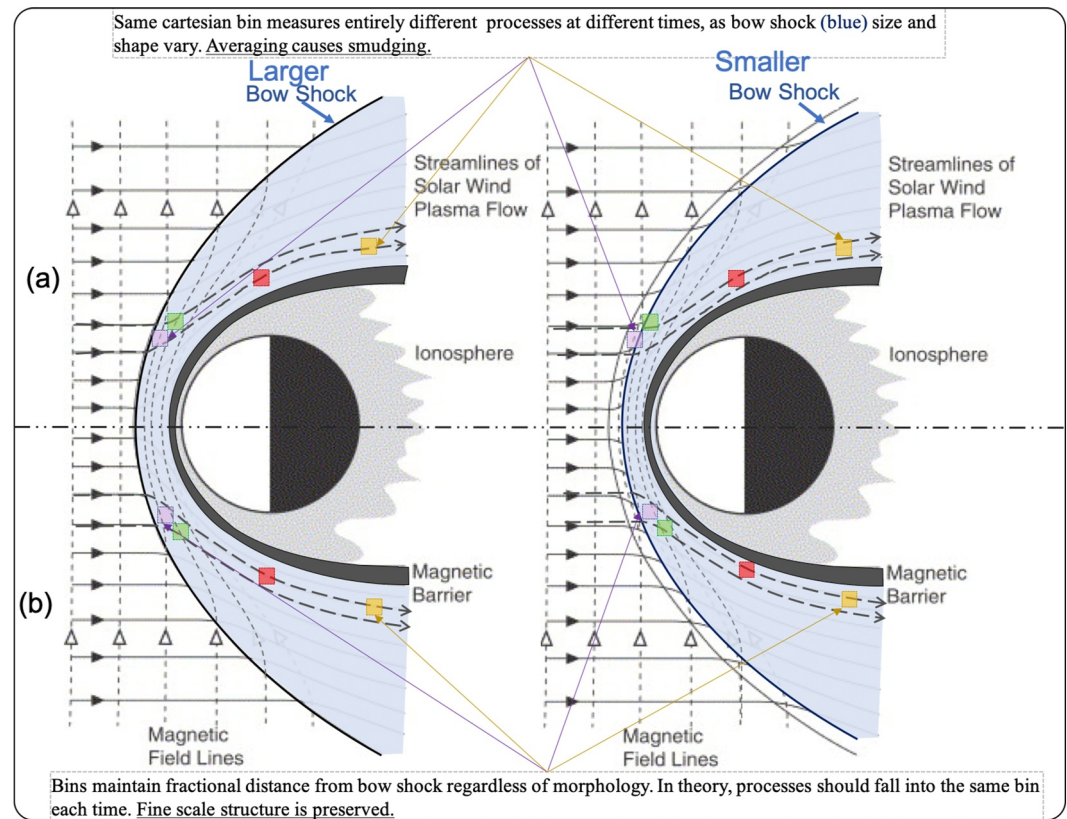 Same cartesian bin measures entirely different processes at different times, as bow shock (blue) size and
shape vary. Averaging causes smudging.
Larger
Bow Shock
Smaller
Bow Shock
Streamlines of
Solar Wind
Plasma Flow
Streamlines of
Solar Wind
Plasma Flow
(a)
Ionosphere
Ionosphere
Magnetic
Barrier
Magnetic
Barrier
(b)
Magnetic
Field Lines
Magnetic
Field Lines
Bins maintain fractional distance from bow shock regardless of morphology. In theory, processes should fall into the same bin
each time. Fine scale structure is preserved.